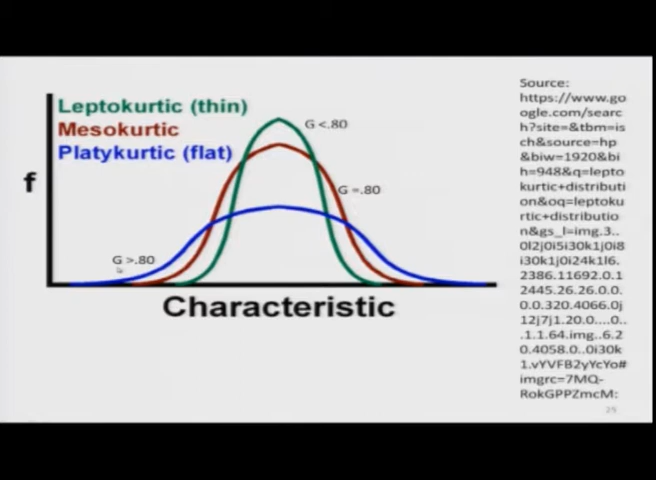 Leptokurtic (thin)
Mesokurtic
Platykurtic (flat)
G <.80
G =.80
G >.80
f
Characteristic
Source:
https://www.go
ogle.com/searc
h?site=&tbm=is
ch&source=hp
&biw=1920&bi
h=948&q=lepto
kurtic+distributi
on&oq=leptoku
rtic+distributio
n&gs_l=img.3..
0l2j0i5i30k1j0i8
i30k1j0i24k1l6.
2386.11692.0.1
2445.26.26.0.0.
0.0.320.4066.0j
12j7j1.20.0....0..
.1.1.64.img..6.2
0.4058.0..0i30k
1.vYVFB2yYcYo#
imgrc=7MQ-
RokGPPZmcM:
29